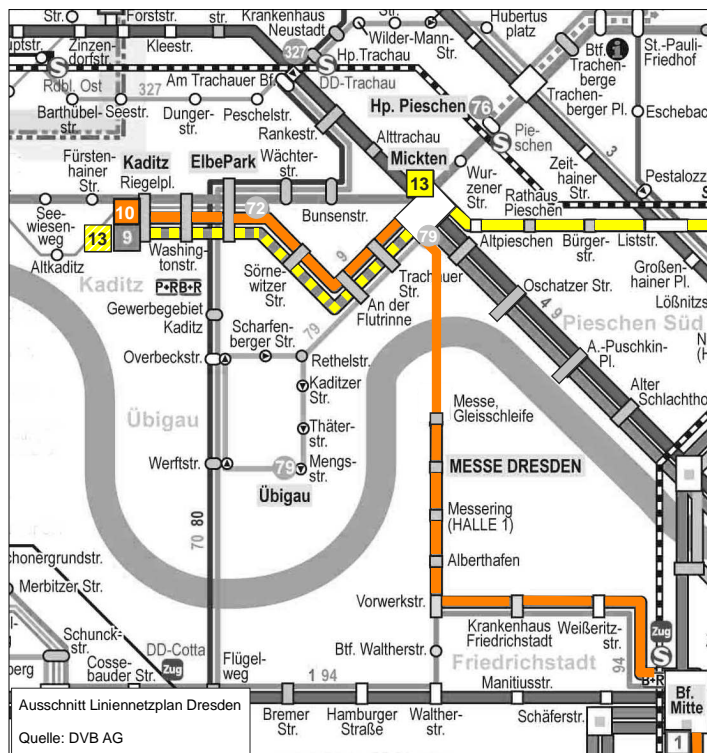 Str.
Zinzen-
dorfstr.
Forststr.
str.
Kleestr.
Krankenhaus
Neustadt
327
Str.
Wilder-Mann-
Str.
Hp.Trachau
Hubertus
platz
Btf.
Trachen-
berge
St.-Pauli-
Friedhof
S
Rdbl. Ost
327
Am Trachauer Bf.
S
DD-Trachau
Barthübel-
str.
Seestr.
Dunger-
str.
Peschelstr.
Rankestr.
Hp. Pieschen
76
Pie-
schen
S
Trachen-
berger Pl.
Eschebac
Alttrachau
Mickten
13
Wur-
zener
Str.
Zeit-
hainer
Str.
3
Pestalozz
Fürsten-
hainer
Str.
Kaditz
Riegelpl.
ElbePark
Wächter-
str.
Bunsenstr.
Rathaus
Pieschen
See-
wiesen-
weg
10
13
9
72
79
Altpieschen
Bürger-
str.
Liststr.
Altkaditz
Washing-
tonstr.
Sörne-
witzer
Str.
9
Trachauer
Str.
An der
Flutrinne
Großen-
hainer Pl.
Kaditz
P+R
B+R
Oschatzer Str.
4 9
Lößnitzs
Gewerbegebiet
Kaditz
Scharfen-
berger Str.
79
Pieschen Süd
Overbeckstr.
Rethelstr.
A.-Puschkin-
Pl.
Kaditzer
Str.
Alter
Schlachtho
Übigau
Messe,
Gleisschleife
Thäter-
str.
Werftstr.
79
Mengs-
str.
Übigau
MESSE DRESDEN
Messering
(HALLE 1)
70
80
Alberthafen
chonergrundstr.
Merbitzer Str.
Vorwerkstr.
Krankenhaus
Friedrichstadt
Weißeritz-
str.
94
Zug
S
Schunck-
str.
DD-Cotta
Zug
Btf. Waltherstr.
Friedrichstadt
berg
Cosse-
bauder Str.
Flügel-
weg
1 94
Manitiusstr.
B+R
Bf.
Mitte
1
Bremer
Str.
Hamburger
Straße
Walther-
str.
Schäferstr.
Ausschnitt Liniennetzplan Dresden
Quelle: DVB AG